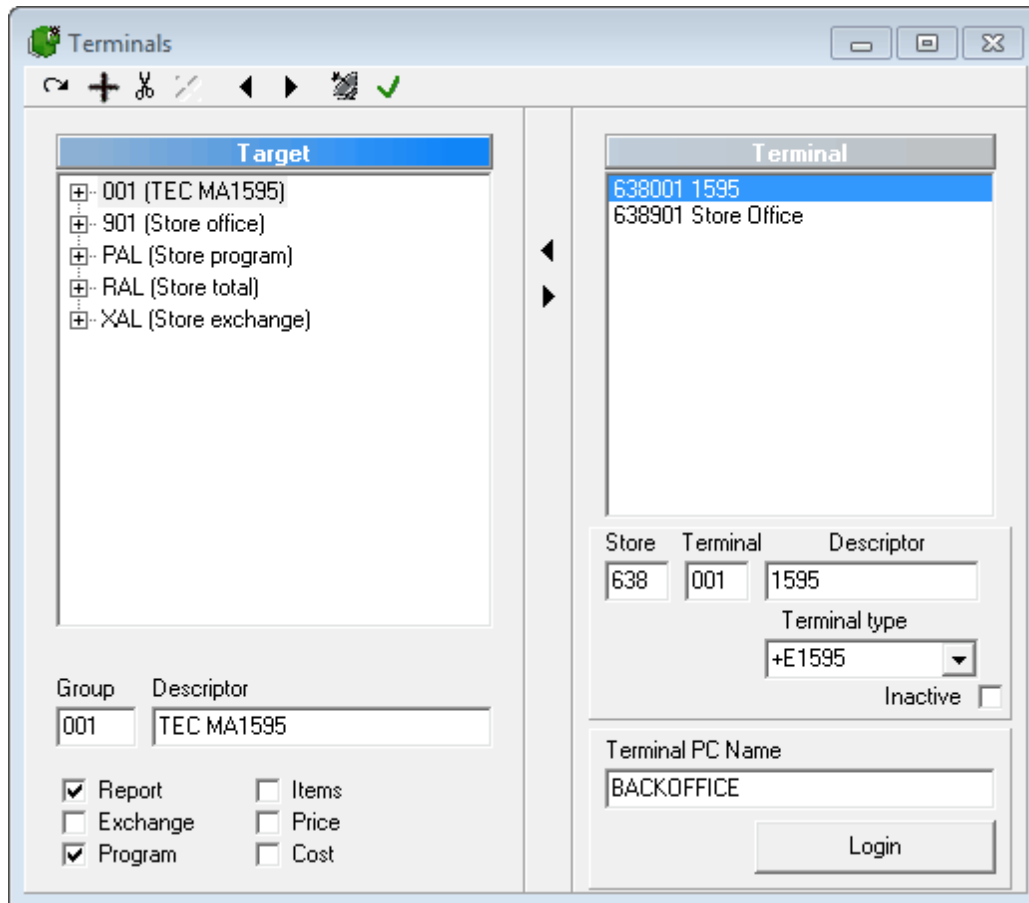 Terminals
Target
001 (TEC MA1595)
901 (Store office)
PAL (Store program)
RAL (Store total)
XAL (Store exchange)
Group Descriptor
001 TEC MA1595
Report Items
Exchange Price
Program Cost
Terminal
638001 1595
638901 Store Office
Store Terminal Descriptor
638 001 1595
Terminal type
+E1595
Inactive
Terminal PC Name
BACKOFFICE
Login